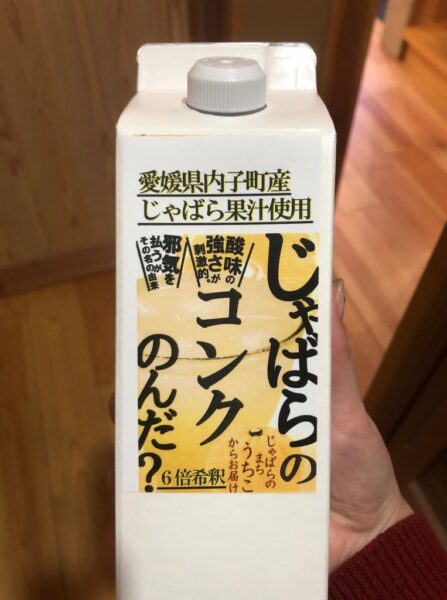 愛媛県内子町産
じゃばら果汁使用
じゃばらの
コンク
のんだ？
酸味の
強さが
刺激的。
邪気を
払うが
その名の由来
じゃばらの
まち
うちこ
からお届け
6倍希釈